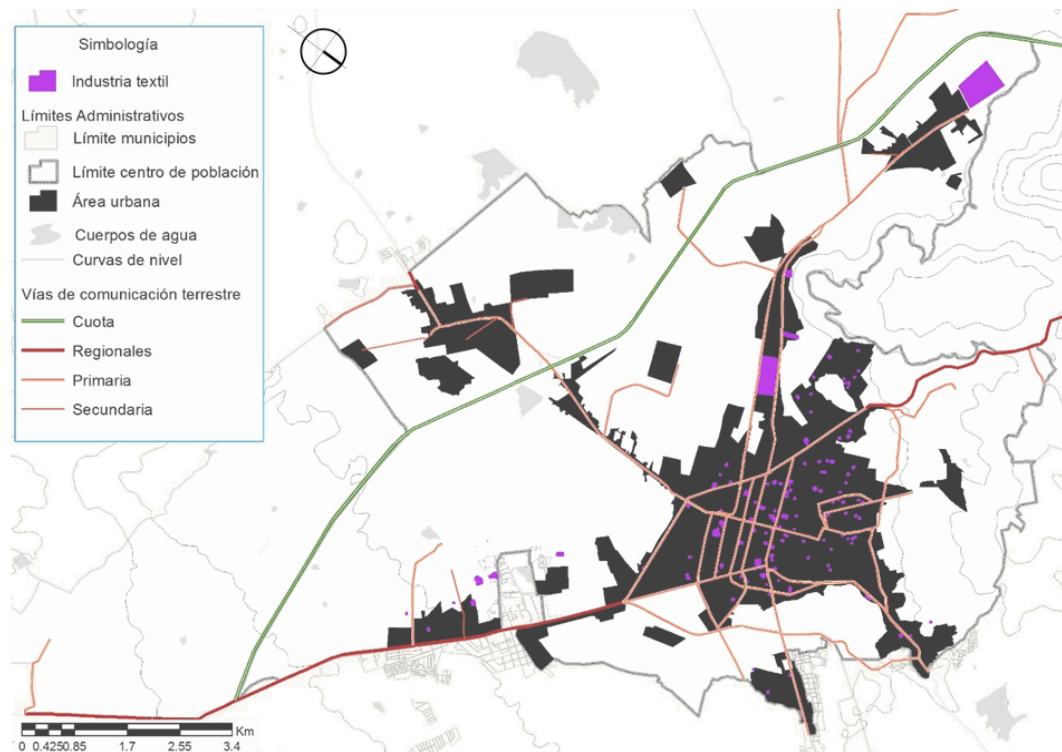 Simbología
Industria textil
Límites Administrativos
Límite municipios
Límite centro de población
Área urbana
Cuerpos de agua
Curvas de nivel
Vías de comunicación terrestre
Cuota
Regionales
Primaria
Secundaria
Km
0 0.4250.85 1.7 2.55 3.4